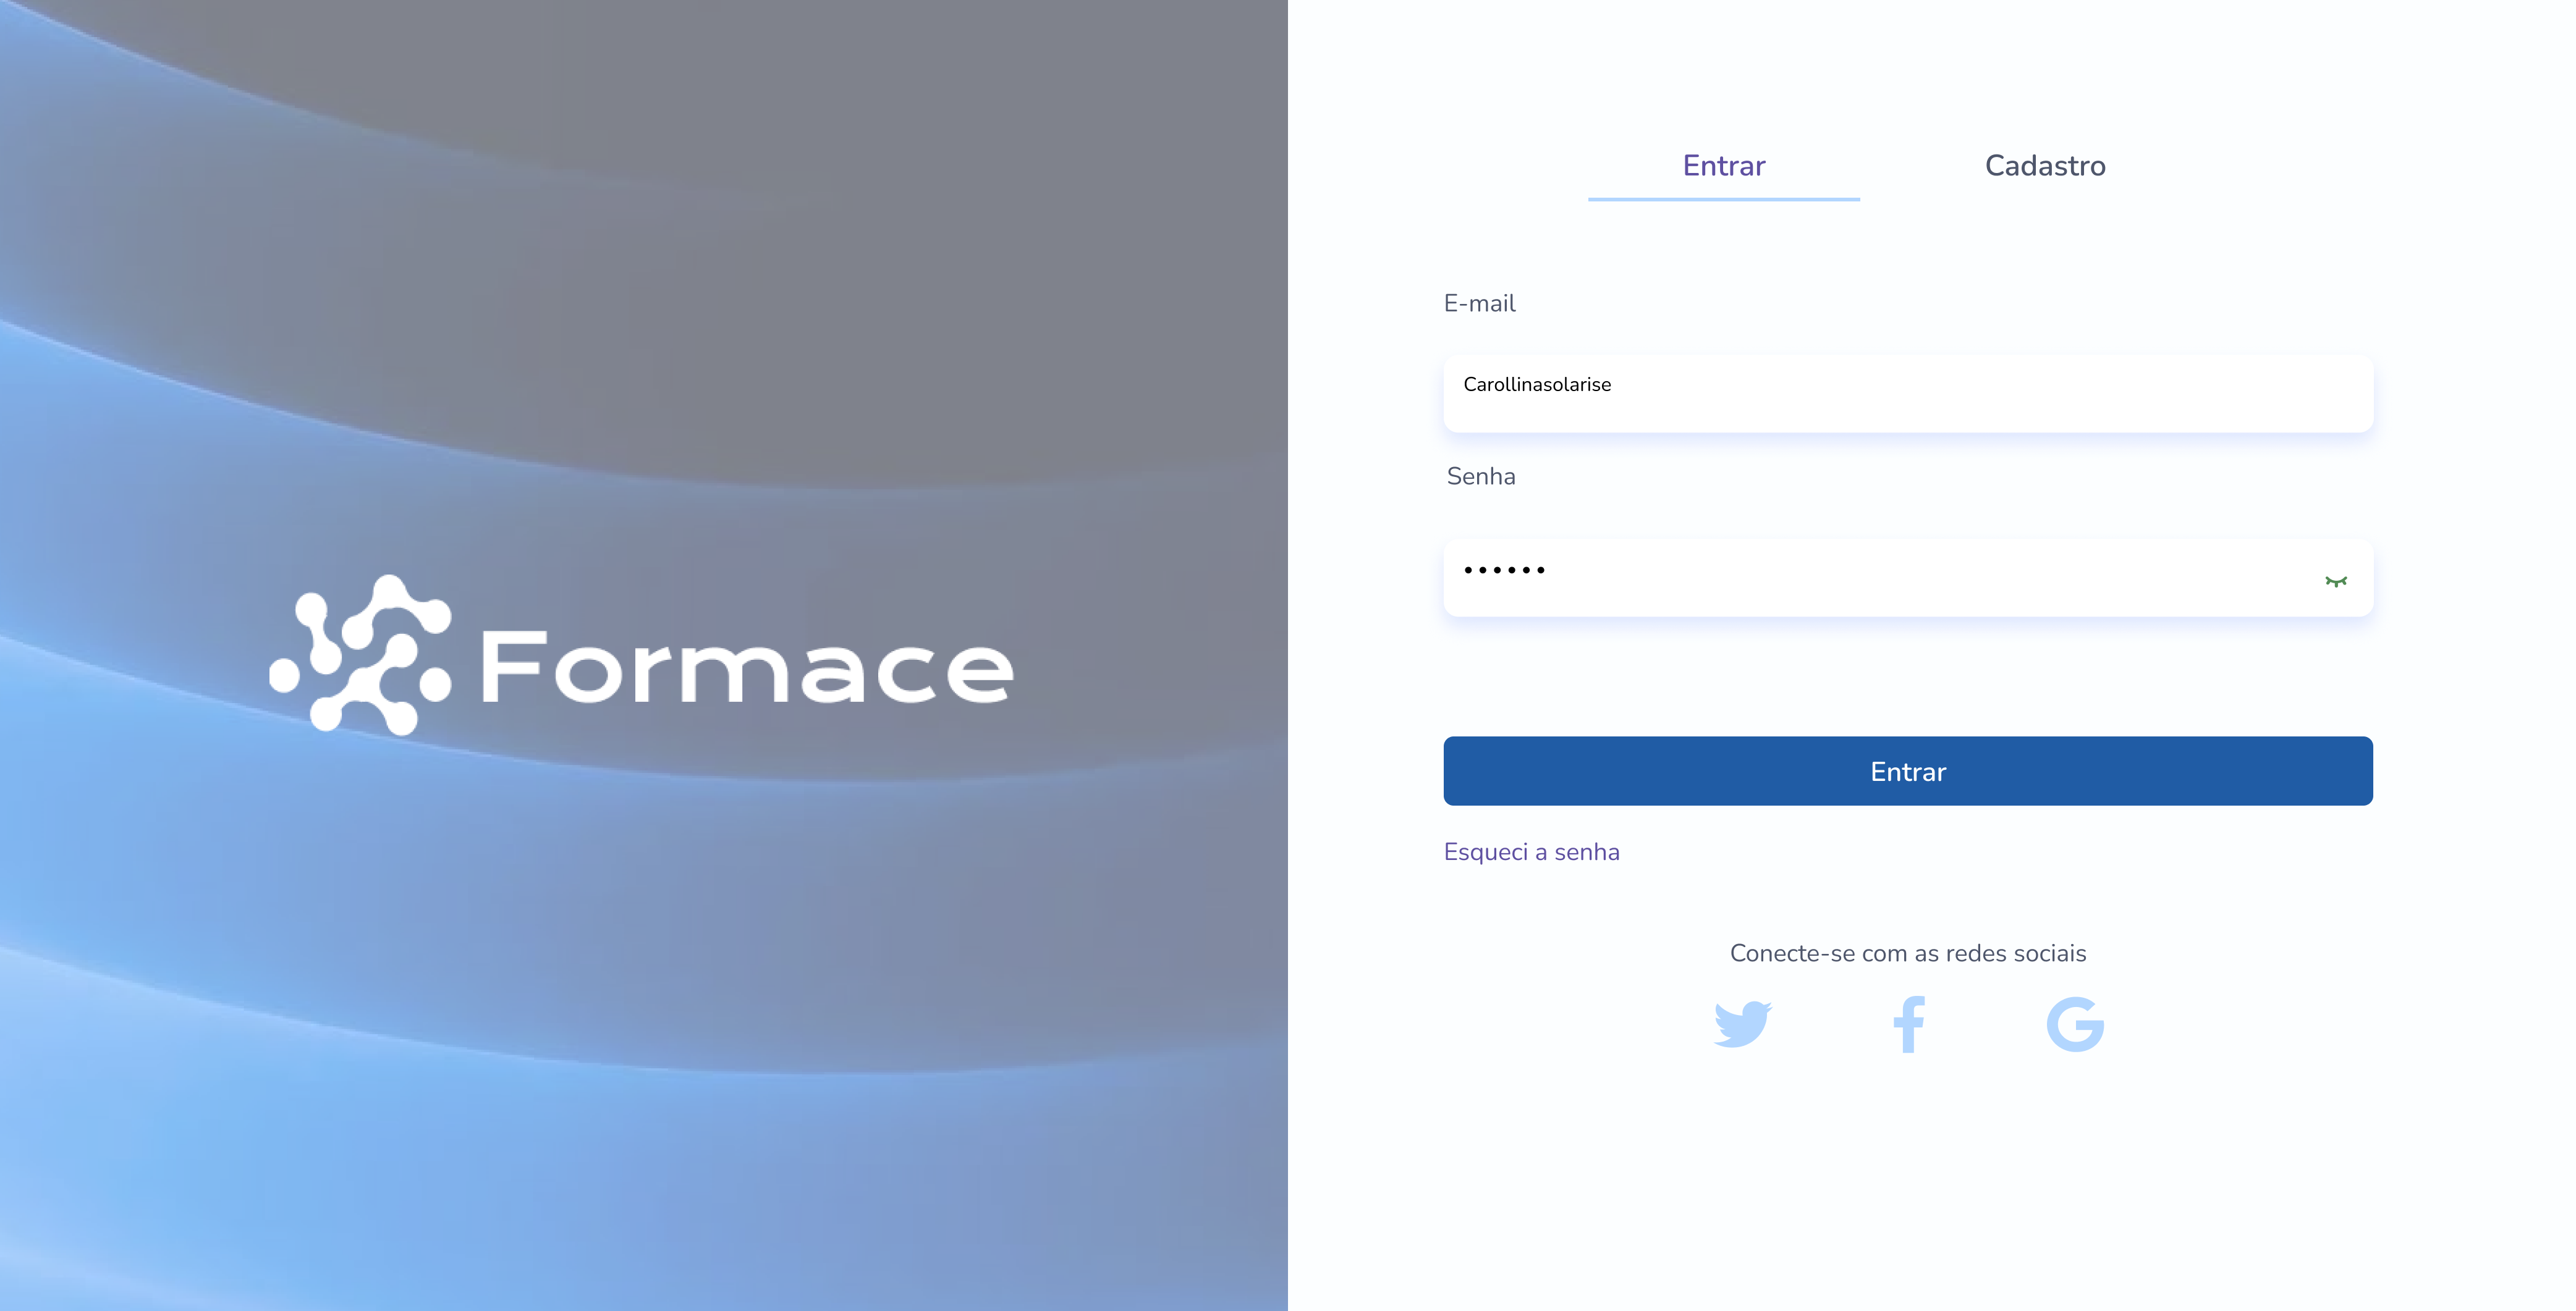 Formace
Entrar
Cadastro
E-mail
Carollinasolarise
Senha
••••••
Entrar
Esqueci a senha
Conecte-se com as redes sociais